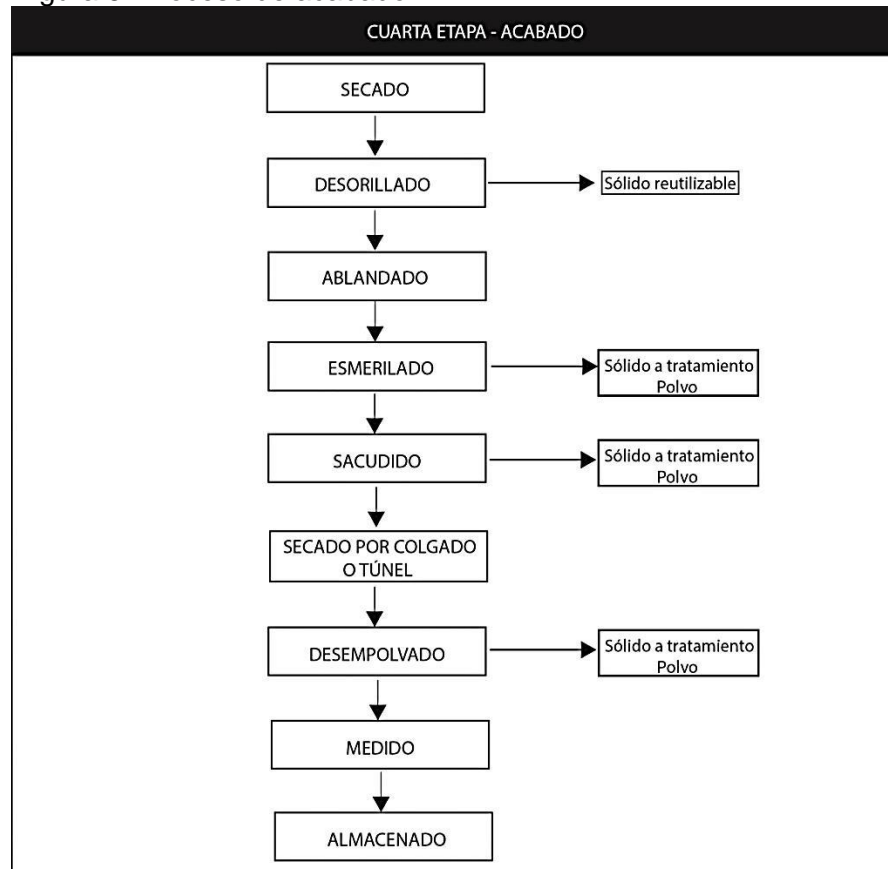 CUARTA ETAPA - ACABADO
SECADO
DESORILLADO
Sólido reutilizable
ABLANDADO
ESMERILADO
Sólido a tratamiento
Polvo
SACUDIDO
Sólido a tratamiento
Polvo
SECADO POR COLGADO
O TÚNEL
DESEMPOLVADO
Sólido a tratamiento
Polvo
MEDIDO
ALMACENADO